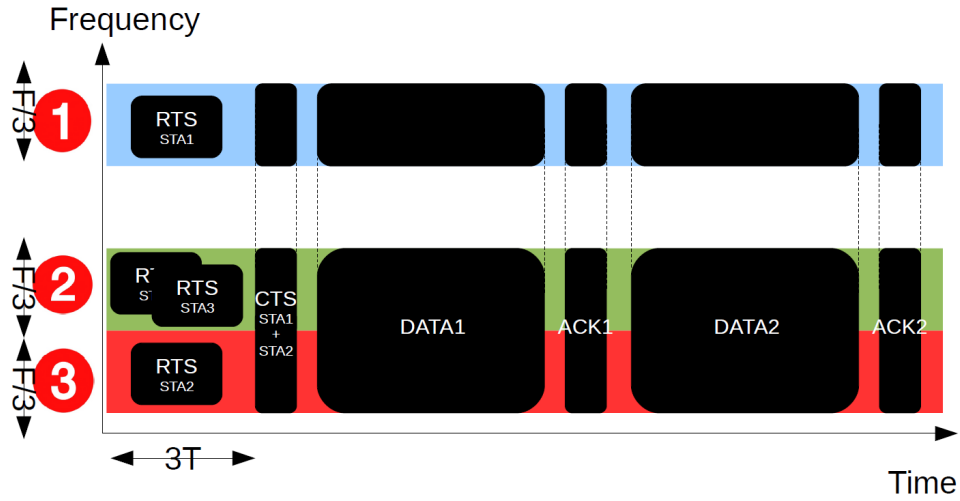 Frequency
F/3
1
RTS
STA1
F/3
2
RTS
STA3
CTS
STA1
+
STA2
DATA1
ACK1
DATA2
ACK2
F/3
3
RTS
STA2
3T
Time